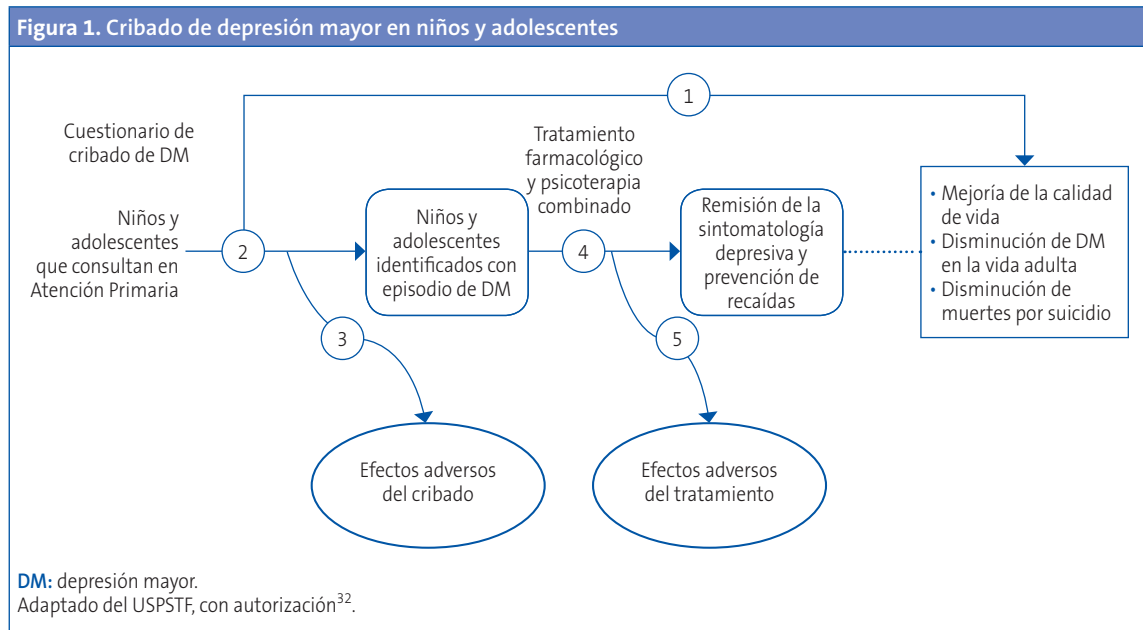 Figura 1. Cribado de depresión mayor en niños y adolescentes
1
Cuestionario de
cribado de DM
Niños y
adolescentes
que consultan en
Atención Primaria
2
3
Efectos adversos
del cribado
Niños y
adolescentes
identificados con
episodio de DM
Tratamiento
farmacológico
y psicoterapia
combinado
4
5
Efectos adversos
del tratamiento
Remisión de la
sintomatología
depresiva y
prevención de
recaídas
• Mejoría de la calidad
de vida
• Disminución de DM
en la vida adulta
• Disminución de
muertes por suicidio
DM: depresión mayor.
Adaptado del USPSTF, con autorización32.